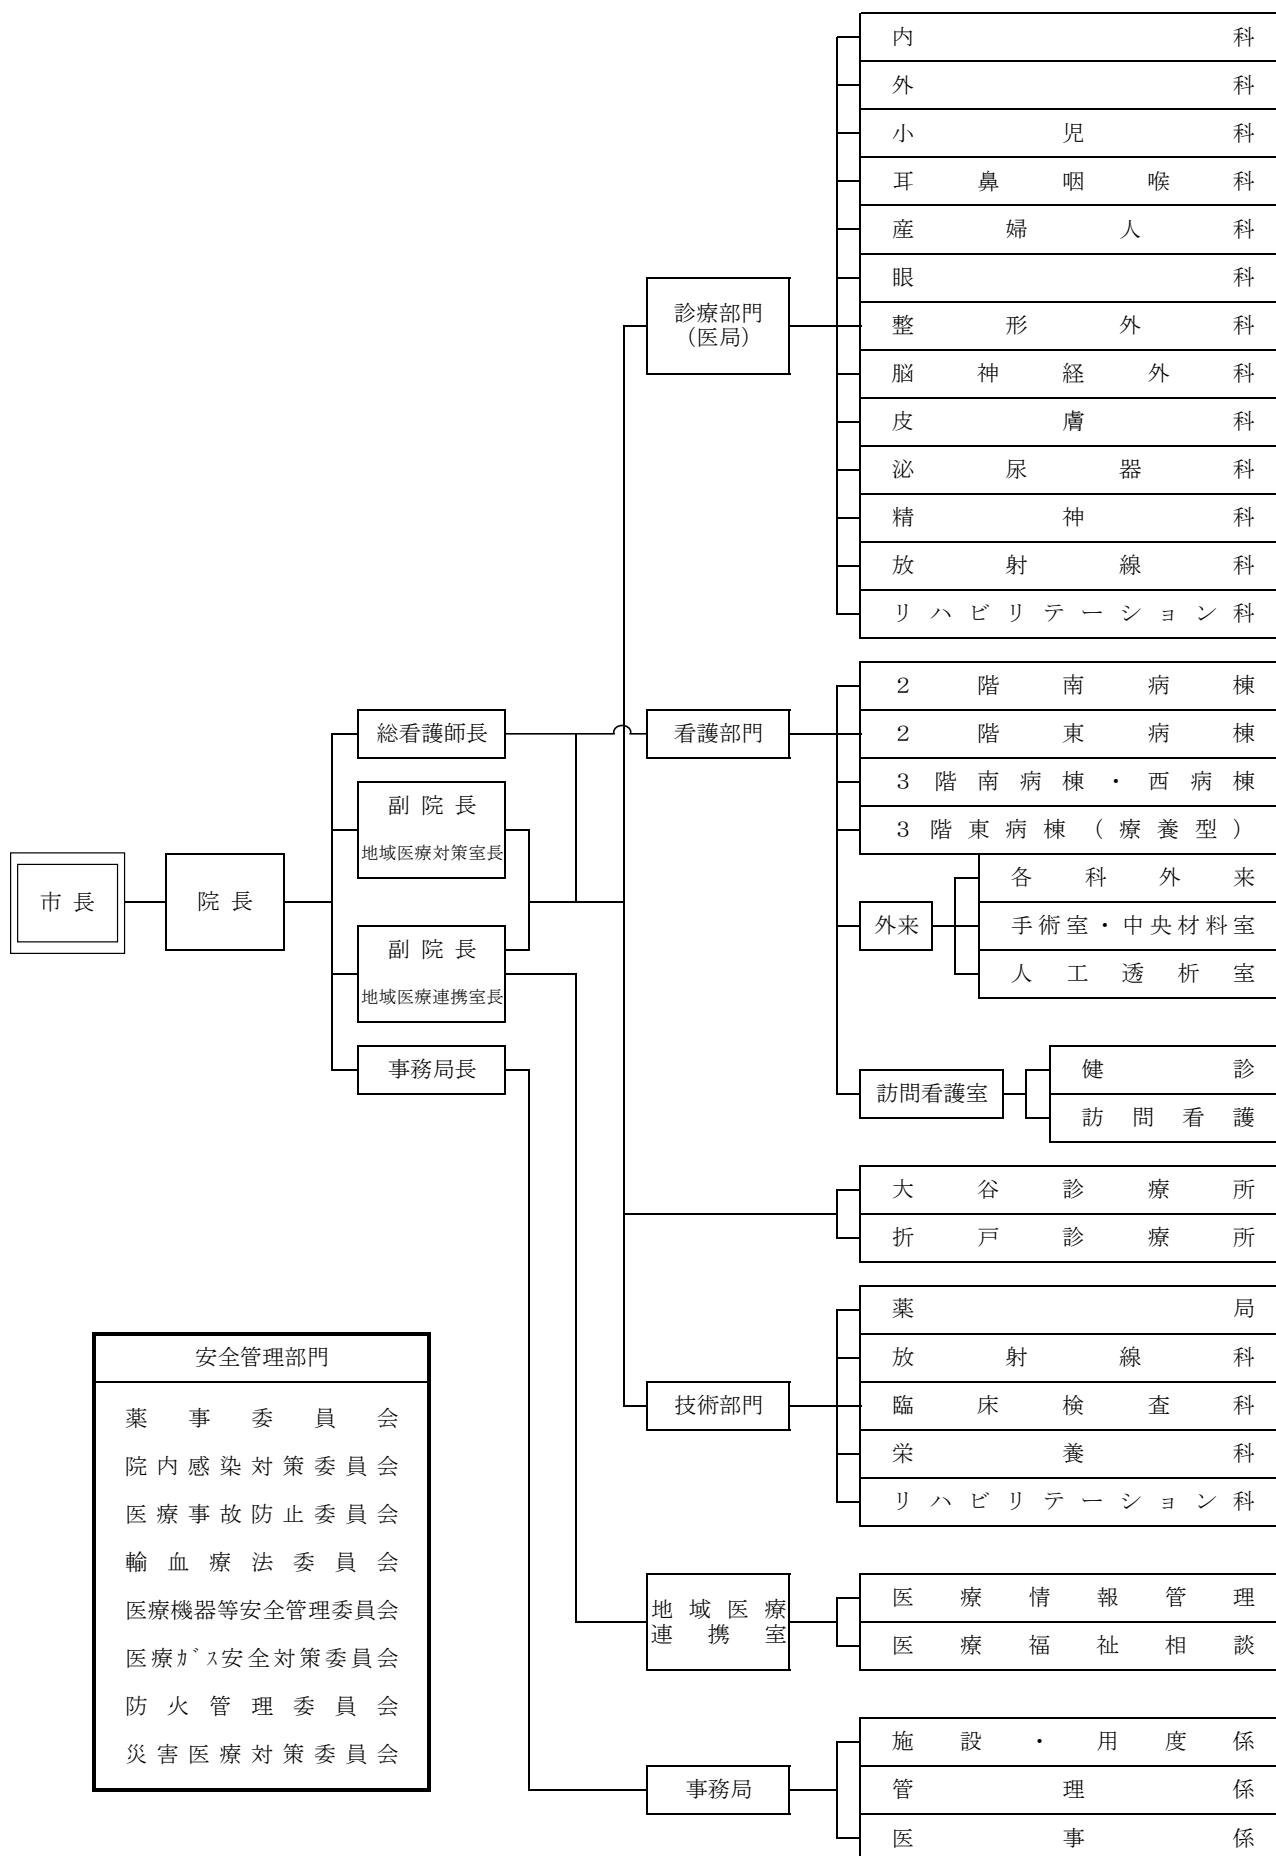 市長
院長
総看護師長
副院長
地域医療対策室長
副院長
地域医療連携室長
事務局長
診療部門
（医局）
内科
外科
小児科
耳鼻咽喉科
産婦人科
眼科
整形外科
脳神経外科
皮膚科
泌尿器科
精神科
放射線科
リハビリテーション科
看護部門
2階南病棟
2階東病棟
3階南病棟・西病棟
3階東病棟（療養型）
外来
各科外来
手術室・中央材料室
人工透析室
訪問看護室
健診
訪問看護
大谷診療所
折戸診療所
技術部門
薬局
放射線科
臨床検査科
栄養科
リハビリテーション科
地域医療
連携室
医療情報管理
医療福祉相談
事務局
施設・用度係
管理係
医事係
安全管理部門
薬事委員会
院内感染対策委員会
医療事故防止委員会
輸血療法委員会
医療機器等安全管理委員会
医療ｶﾞｽ安全対策委員会
防火管理委員会
災害医療対策委員会